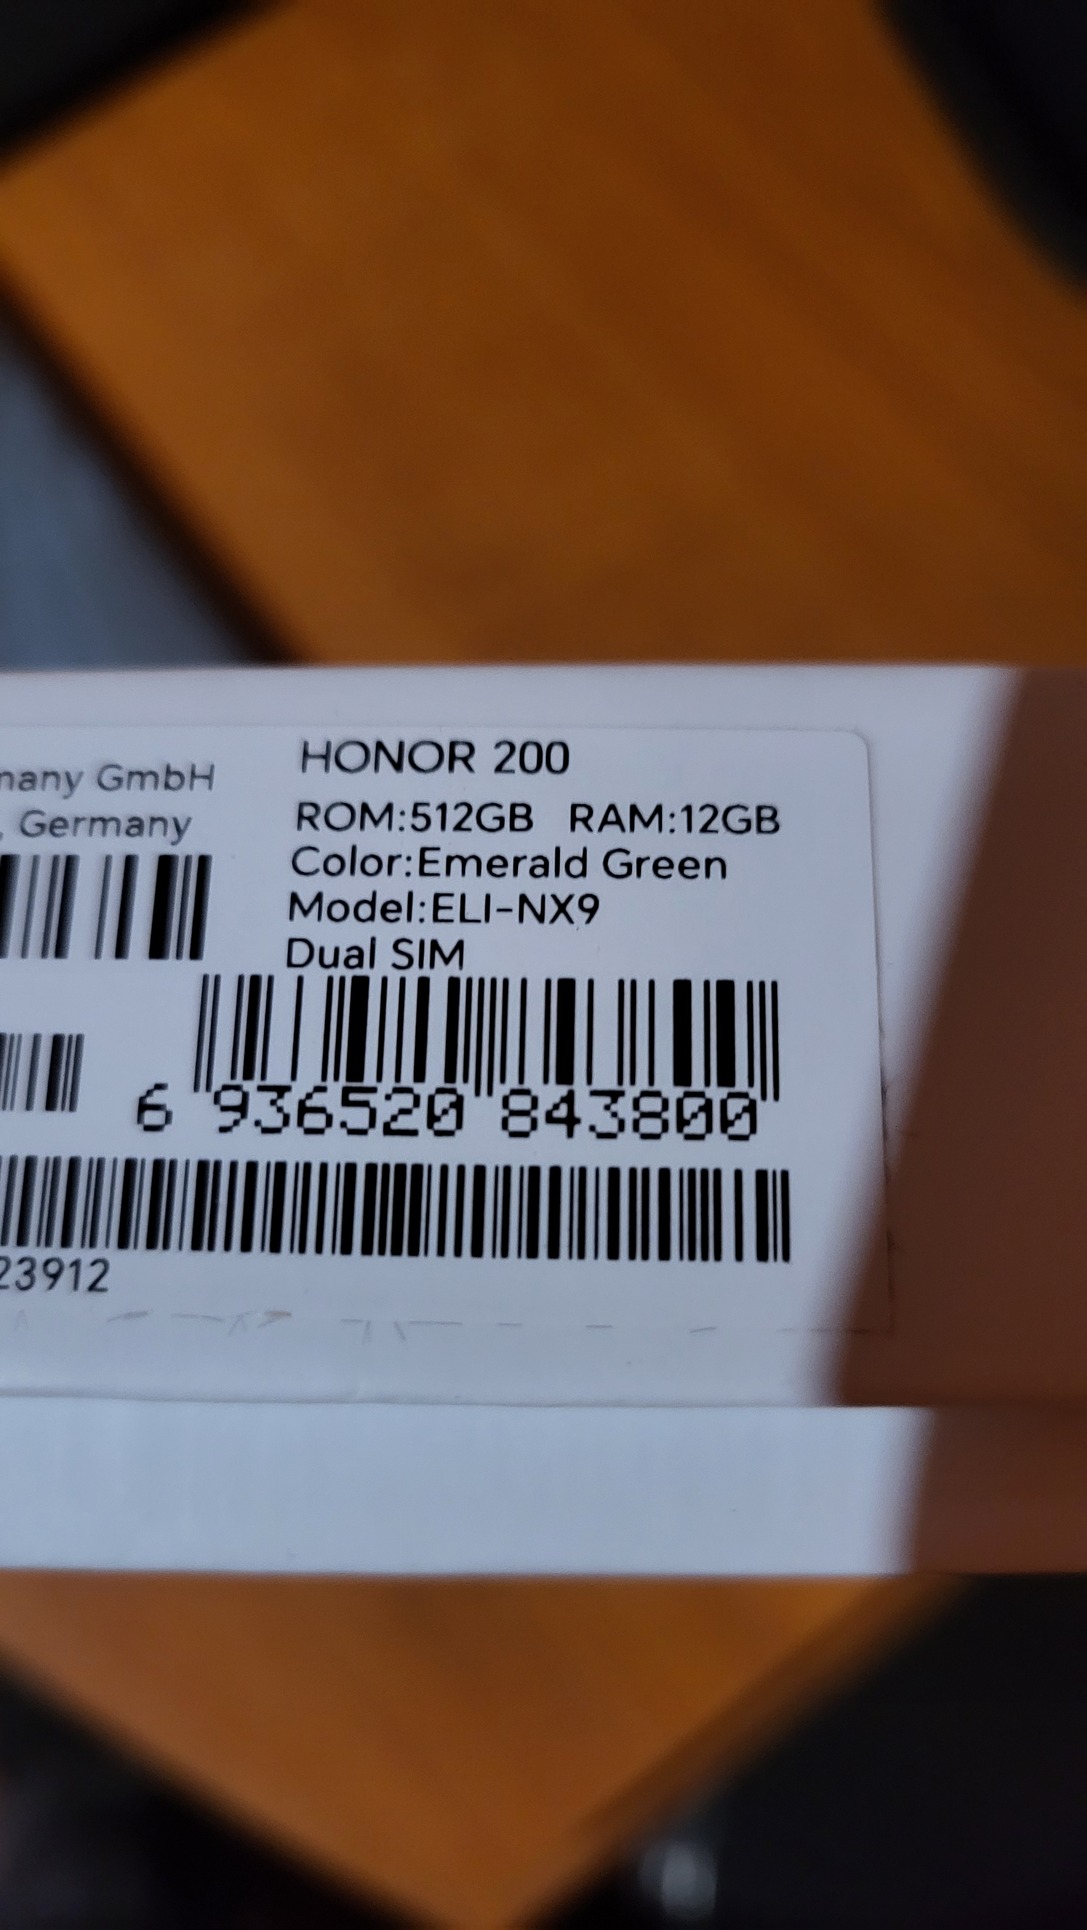 HONOR 200
many GmbH
, Germany
ROM:512GB RAM:12GB
Color:Emerald Green
Model:ELI-NX9
Dual SIM
6 936520 843800
23912